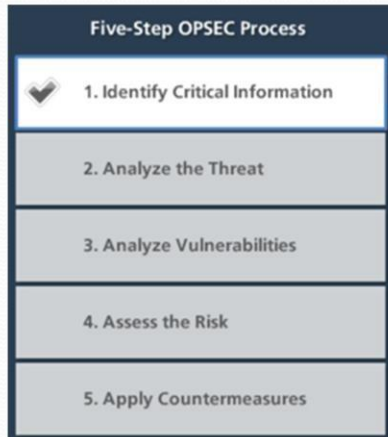 Five-Step OPSEC Process
1. Identify Critical Information
2. Analyze the Threat
3. Analyze Vulnerabilities
4. Assess the Risk
5. Apply Countermeasures